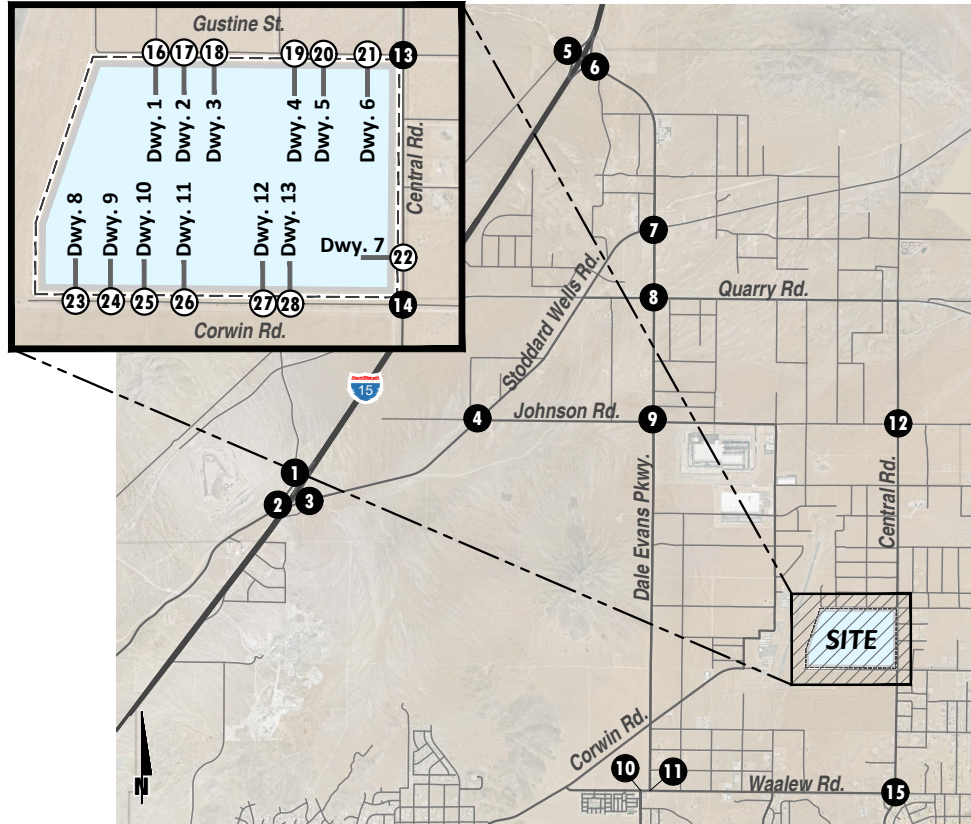 Gustine St.
16
17
18
19
20
21
13
Dwy. 1
Dwy. 2
Dwy. 3
Dwy. 4
Dwy. 5
Dwy. 6
Central Rd.
Dwy. 8
Dwy. 9
Dwy. 10
Dwy. 11
Dwy. 12
Dwy. 13
Dwy. 7
22
23
24
25
26
27
28
14
Corwin Rd.
5
6
7
8
Quarry Rd.
Stoddard Wells Rd.
15
4
Johnson Rd.
9
12
1
2
3
Dale Evans Pkwy.
Central Rd.
SITE
Corwin Rd.
10
11
Waalew Rd.
15
N